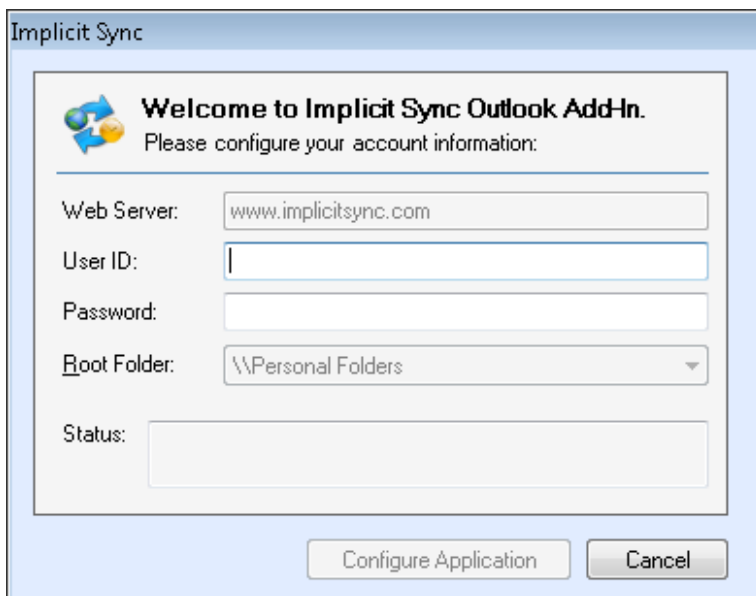 Implicit Sync
Welcome to Implicit Sync Outlook Add-In.
Please configure your account information:
Web Server: www.implicitsync.com
User ID:
Password:
Root Folder: \\Personal Folders
Status:
Configure Application Cancel